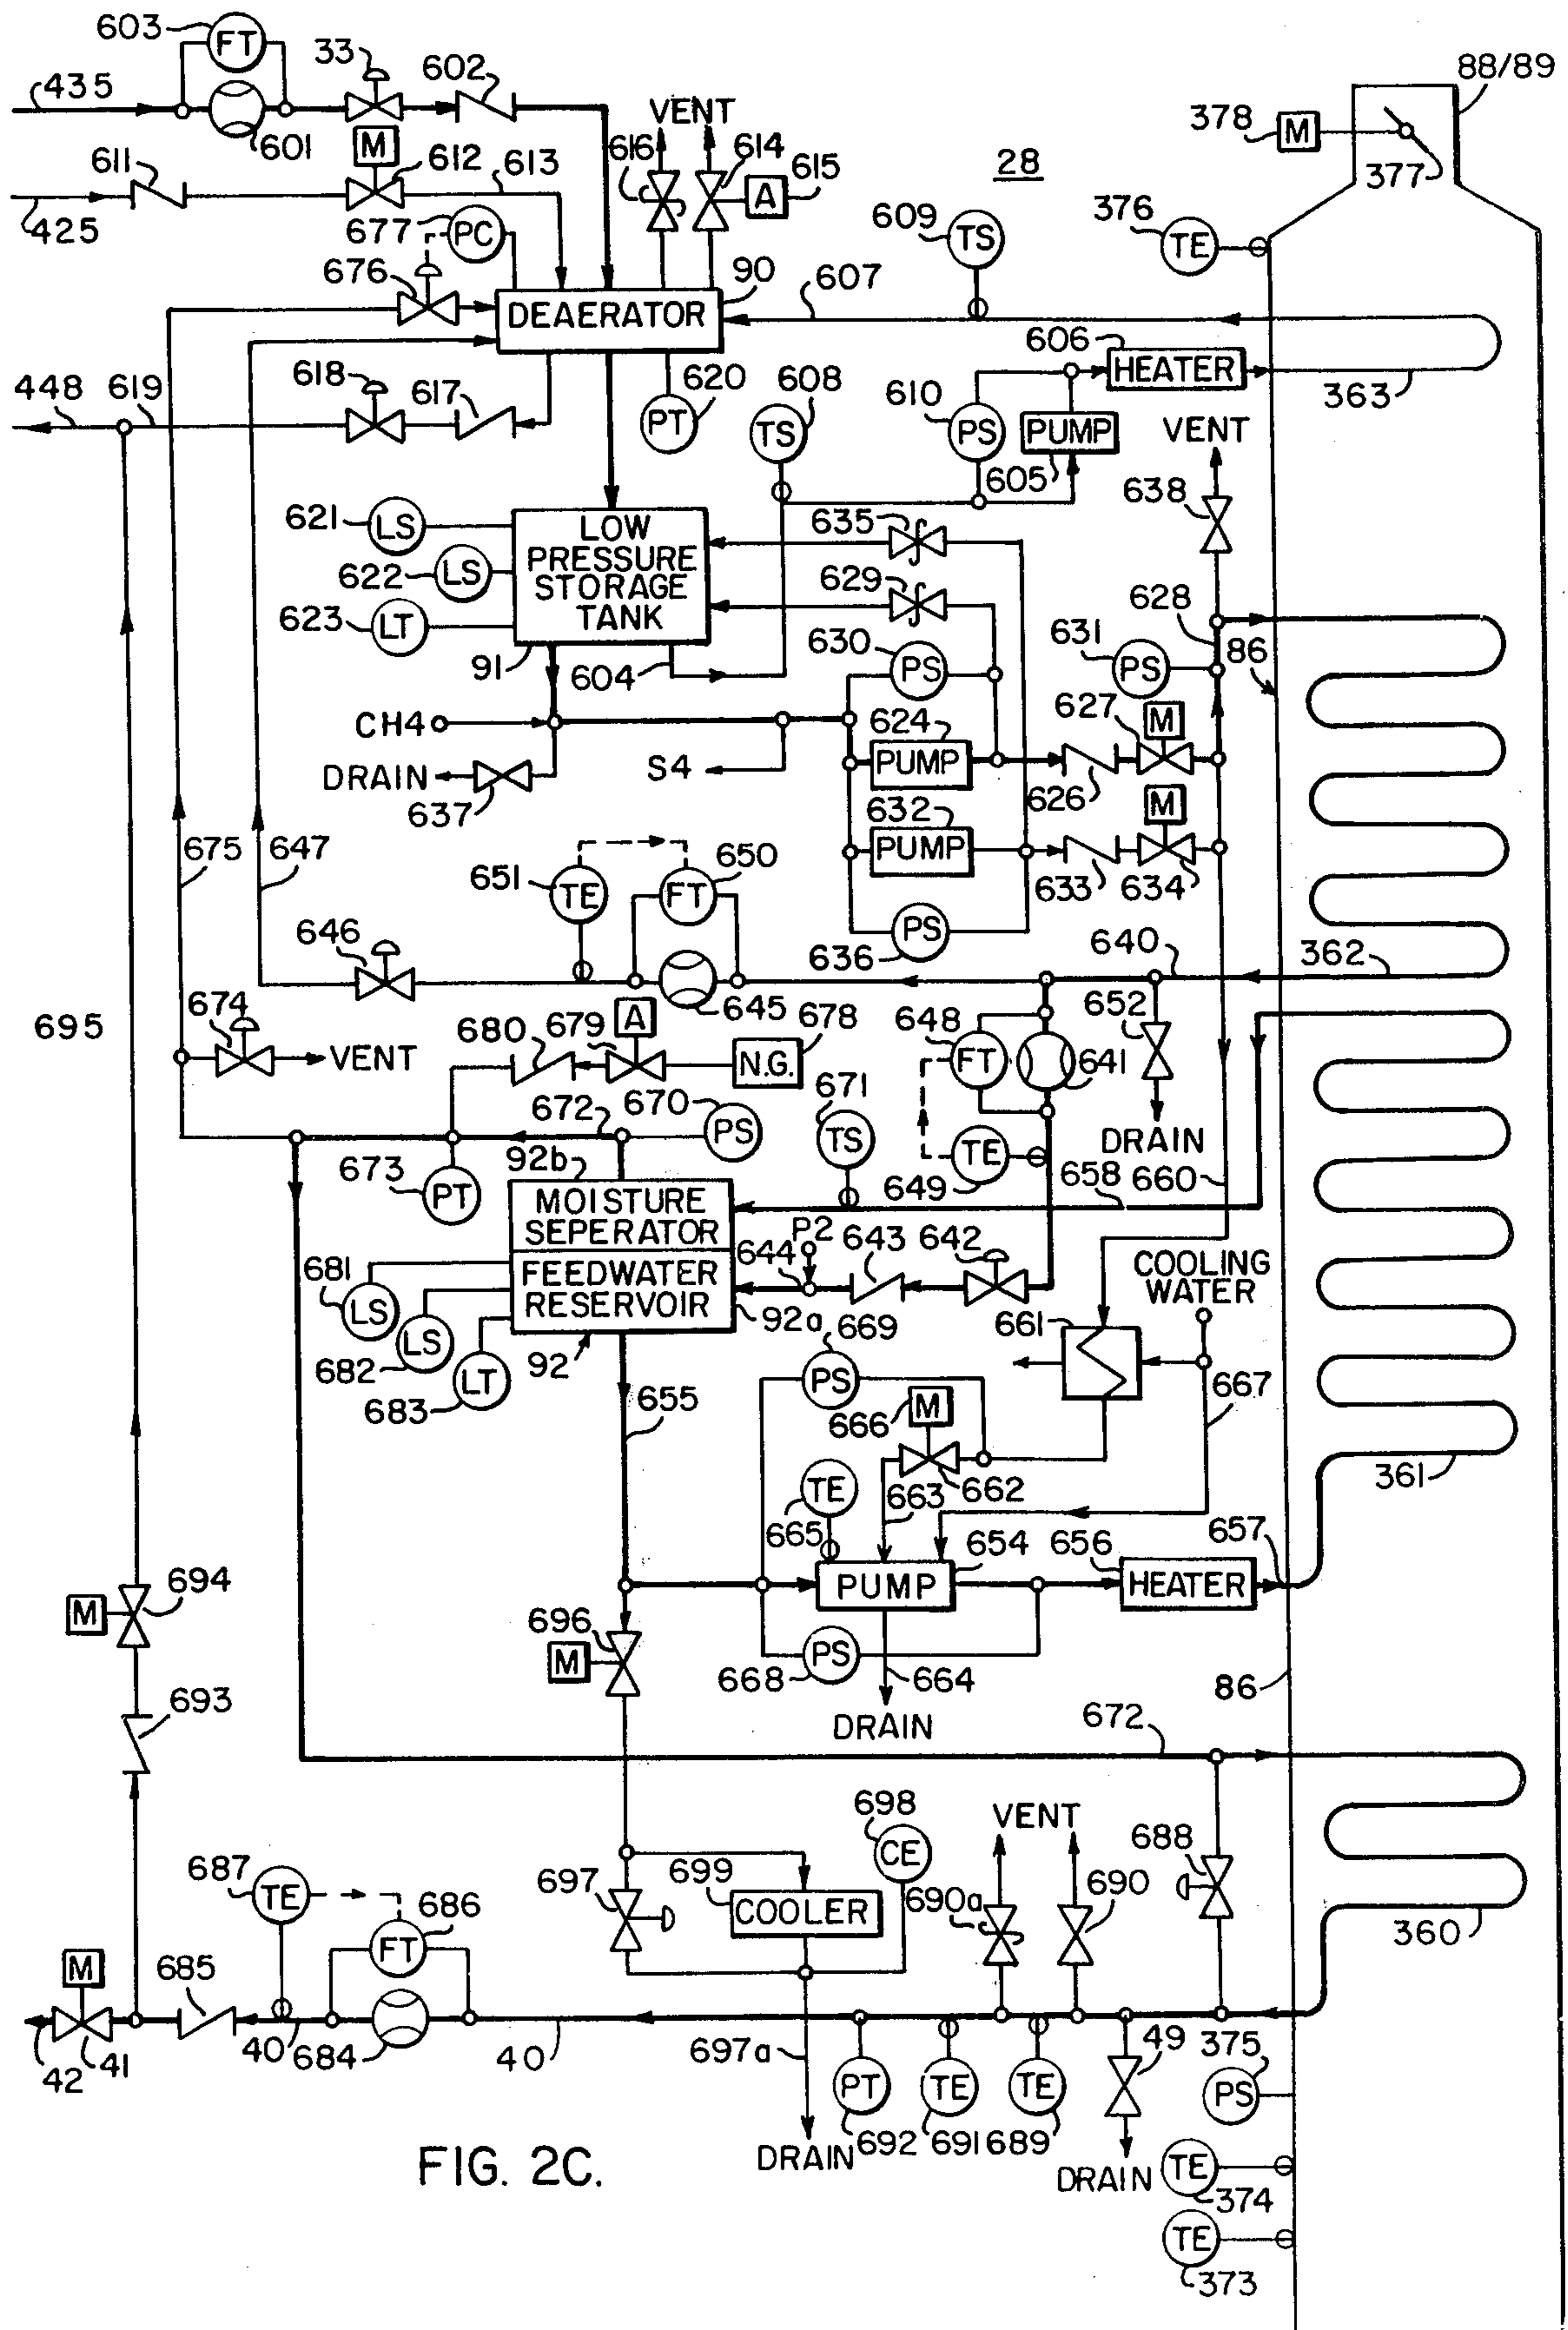 603
FT
33
602
435
601
M
611
612
613
425
677
PC
676
VENT
616
614
A
615
28
609
TS
376
TE
378
M
88/89
377
DEAERATOR
90
607
606
HEATER
363
448
619
618
617
620
PT
608
TS
610
PS
PUMP
605
VENT
638
621
LS
622
LS
623
LT
LOW
PRESSURE
STORAGE
TANK
91
604
635
629
630
PS
631
PS
628
86
CH4
DRAIN
637
S4
624
PUMP
627
M
626
632
PUMP
M
633
634
636
PS
675
647
651
TE
650
FT
646
645
640
362
695
674
VENT
680
679
A
678
N.G.
648
FT
641
652
DRAIN
672
670
PS
671
TS
673
PT
92b
TE
649
658
660
MOISTURE
SEPERATOR
FEEDWATER
RESERVOIR
P2
644
643
642
COOLING
WATER
681
LS
682
LS
683
LT
92
92a
669
PS
661
667
655
666
M
662
663
361
TE
665
654
PUMP
656
HEATER
657
M
694
M
696
668
PS
664
DRAIN
86
693
672
698
CE
VENT
688
687
TE
686
FT
697
699
COOLER
690a
690
360
M
685
42
41
40
684
40
697a
PT
692
TE
691
TE
689
49
375
PS
DRAIN
DRAIN
TE
374
TE
373
FIG. 2C.